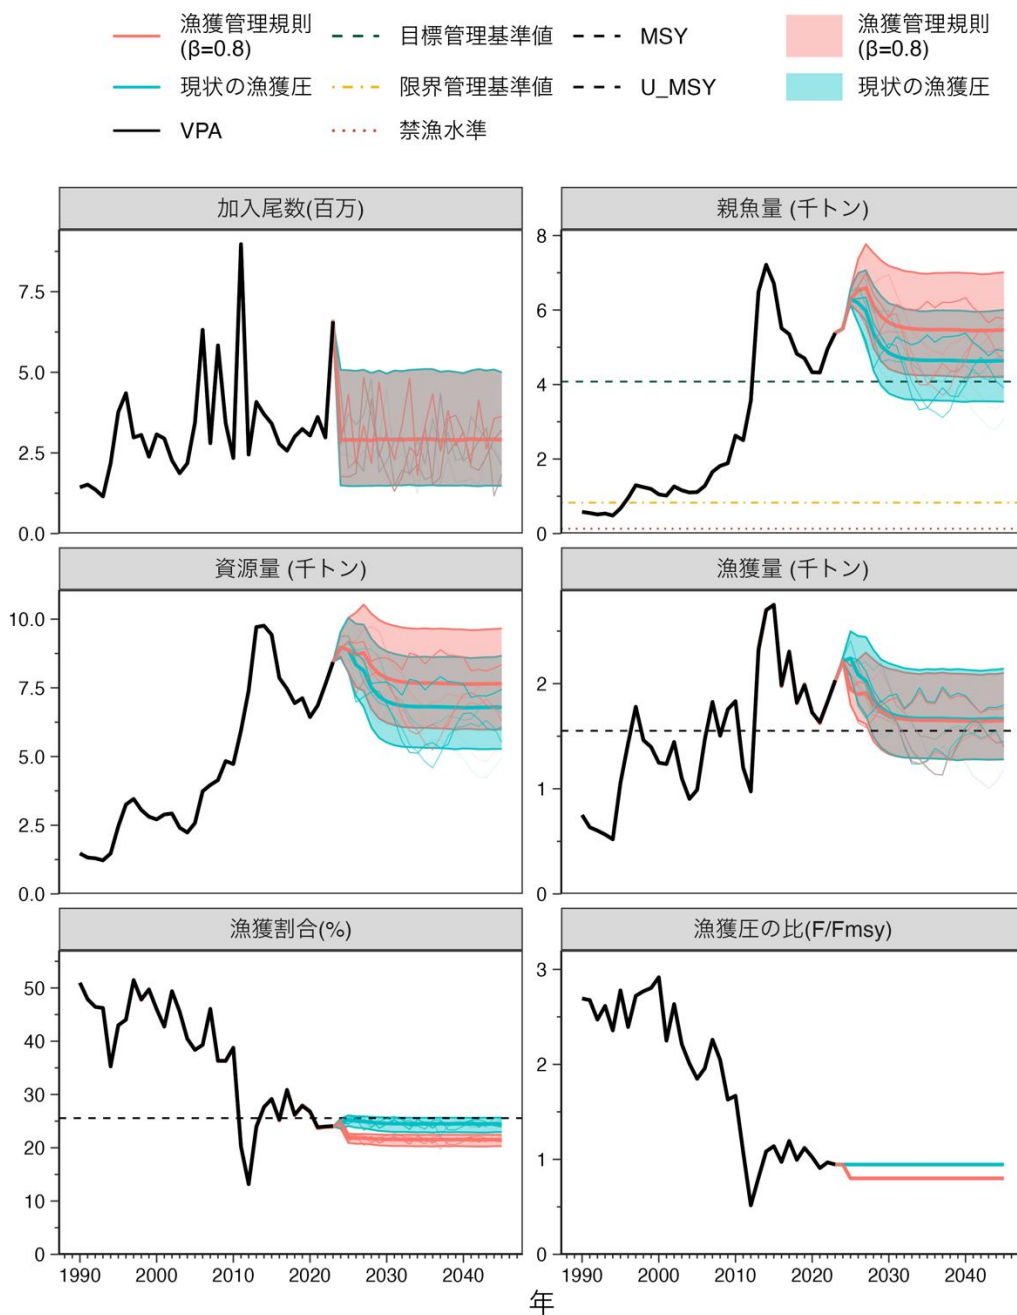 漁獲管理規則
(β=0.8)
目標管理基準値
MSY
漁獲管理規則
(β=0.8)
現状の漁獲圧
限界管理基準値
U_MSY
現状の漁獲圧
VPA
禁漁水準
加入尾数(百万)
7.5
5.0
2.5
0.0
親魚量 (千トン)
8
6
4
2
0
資源量 (千トン)
10.0
7.5
5.0
2.5
0.0
漁獲量 (千トン)
2
1
0
漁獲割合(%)
50
40
30
20
10
0
1990 2000 2010 2020 2030 2040
漁獲圧の比(F/Fmsy)
3
2
1
0
1990 2000 2010 2020 2030 2040
年